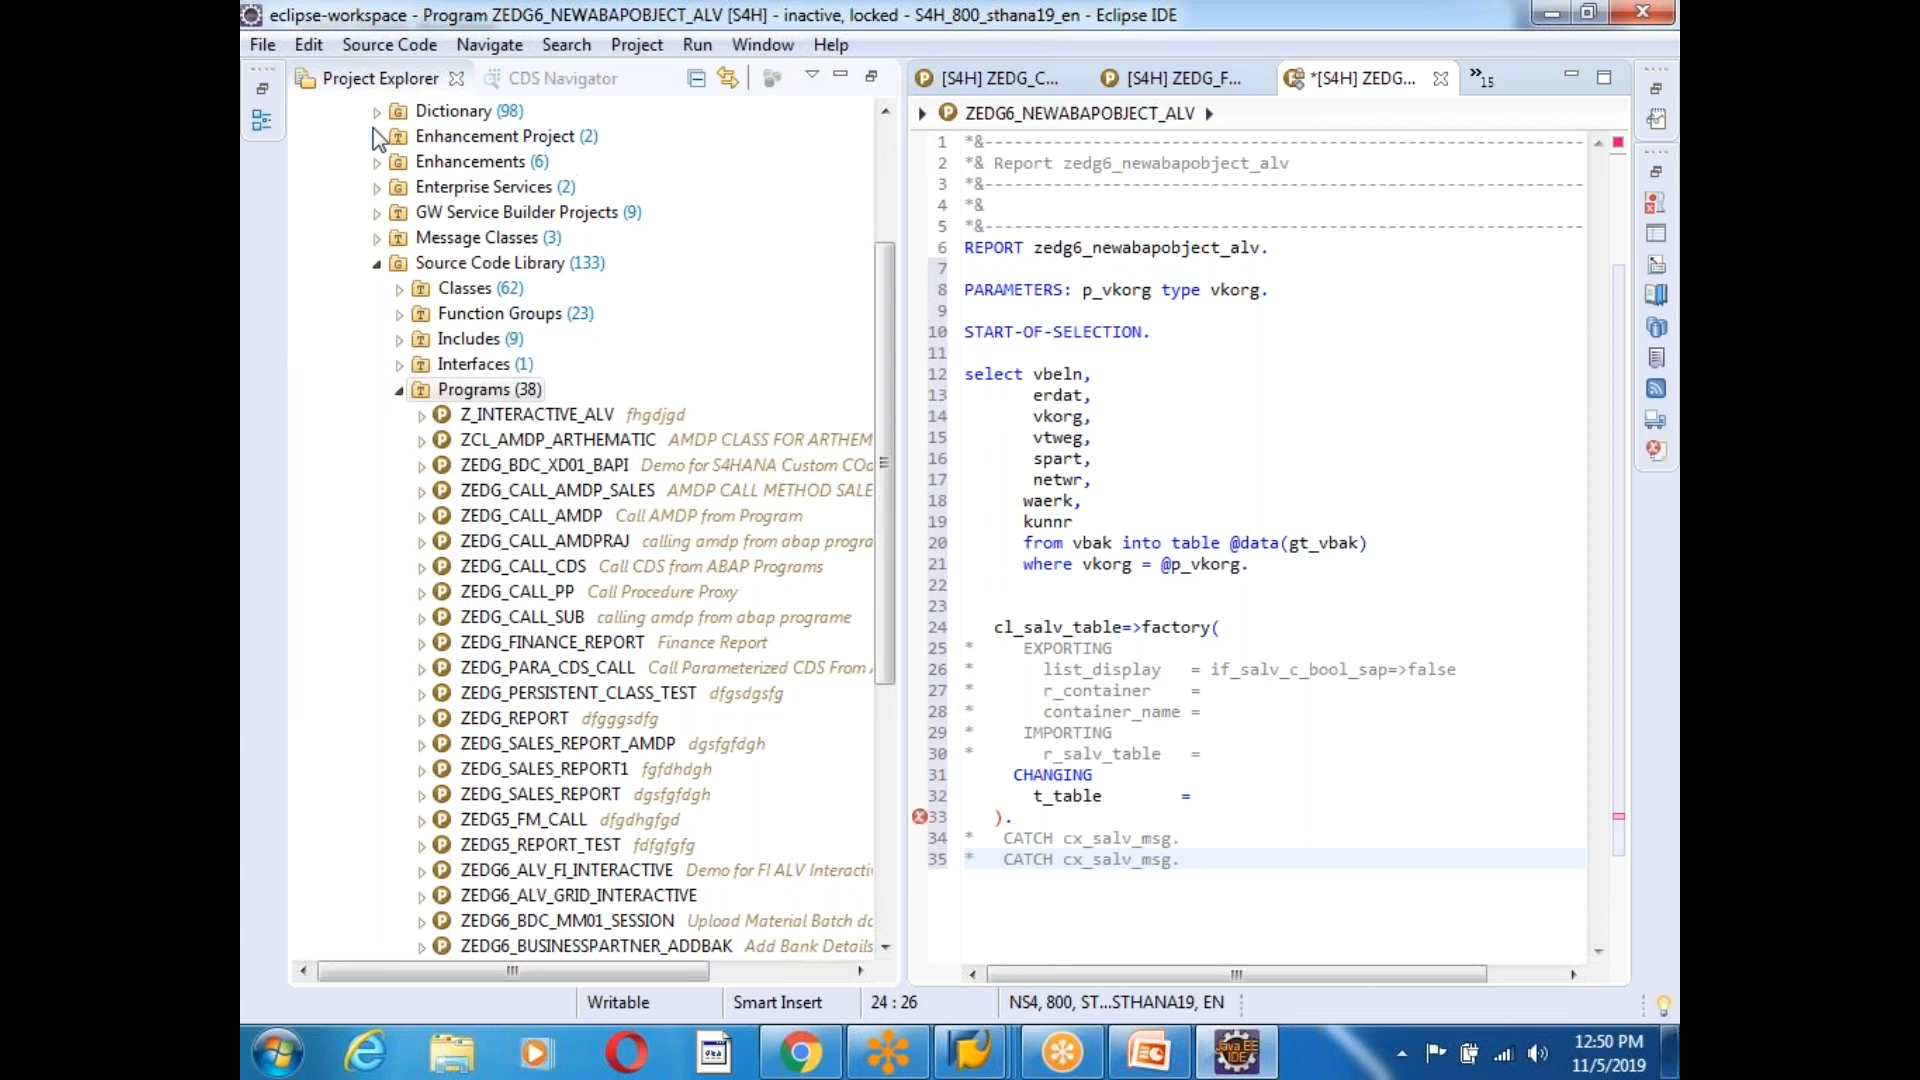 eclipse-workspace - Program ZEDG6_NEWABAPOBJECT_ALV [S4H] - inactive, locked - S4H_800_sthana19_en - Eclipse IDE
File Edit Source Code Navigate Search Project Run Window Help
Project Explorer CDS Navigator
Dictionary (98)
Enhancement Project (2)
Enhancements (6)
Enterprise Services (2)
GW Service Builder Projects (9)
Message Classes (3)
Source Code Library (133)
Classes (62)
Function Groups (23)
Includes (9)
Interfaces (1)
Programs (38)
Z_INTERACTIVE_ALV fhgdjgd
ZCL_AMDP_ARTHEMATIC AMDP CLASS FOR ARTHEM
ZEDG_BDC_XD01_BAPI Demo for S4HANA Custom COd
ZEDG_CALL_AMDP_SALES AMDP CALL METHOD SALE
ZEDG_CALL_AMDP Call AMDP from Program
ZEDG_CALL_AMDPRAJ calling amdp from abap progra
ZEDG_CALL_CDS Call CDS from ABAP Programs
ZEDG_CALL_PP Call Procedure Proxy
ZEDG_CALL_SUB calling amdp from abap programe
ZEDG_FINANCE_REPORT Finance Report
ZEDG_PARA_CDS_CALL Call Parameterized CDS From
ZEDG_PERSISTENT_CLASS_TEST dfgsdgsfg
ZEDG_REPORT dfgggsdfg
ZEDG_SALES_REPORT_AMDP dgsfgfdgh
ZEDG_SALES_REPORT1 fgfdhdgh
ZEDG_SALES_REPORT dgsfgfdgh
ZEDG5_FM_CALL dfgdhgfgd
ZEDG5_REPORT_TEST fdfgfgfg
ZEDG6_ALV_FI_INTERACTIVE Demo for FI ALV Interacti
ZEDG6_ALV_GRID_INTERACTIVE
ZEDG6_BDC_MM01_SESSION Upload Material Batch da
ZEDG6_BUSINESSPARTNER_ADDBAK Add Bank Details
[S4H] ZEDG_C... [S4H] ZEDG_F... *[S4H] ZEDG... »15
ZEDG6_NEWABAPOBJECT_ALV
1 *&---------------------------------------------------------------------
2 *& Report zedg6_newabapobject_alv
3 *&---------------------------------------------------------------------
4 *&
5 *&---------------------------------------------------------------------
6 REPORT zedg6_newabapobject_alv.
7
8 PARAMETERS: p_vkorg type vkorg.
9
10 START-OF-SELECTION.
11
12 select vbeln,
13 erdat,
14 vkorg,
15 vtweg,
16 spart,
17 netwr,
18 waerk,
19 kunnr
20 from vbak into table @data(gt_vbak)
21 where vkorg = @p_vkorg.
22
23
24 cl_salv_table=>factory(
25 * EXPORTING
26 * list_display = if_salv_c_bool_sap=>false
27 * r_container =
28 * container_name =
29 * IMPORTING
30 * r_salv_table =
31 CHANGING
32 t_table =
33 ).
34 * CATCH cx_salv_msg.
35 * CATCH cx_salv_msg.
Writable Smart Insert 24 : 26 NS4, 800, ST...STHANA19, EN
Java EE
IDE
12:50 PM
11/5/2019